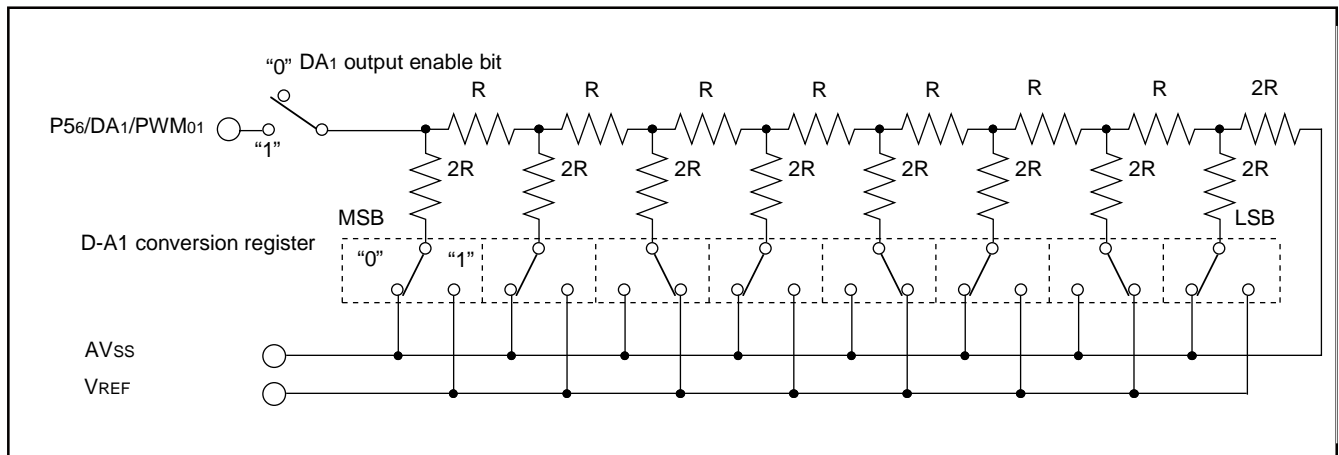 “0” DA1 output enable bit
R R R R R R R 2R
P56/DA1/PWM01
“1”
2R 2R 2R 2R 2R 2R 2R 2R
MSB LSB
D-A1 conversion register
“0” “1”
AVSS
VREF